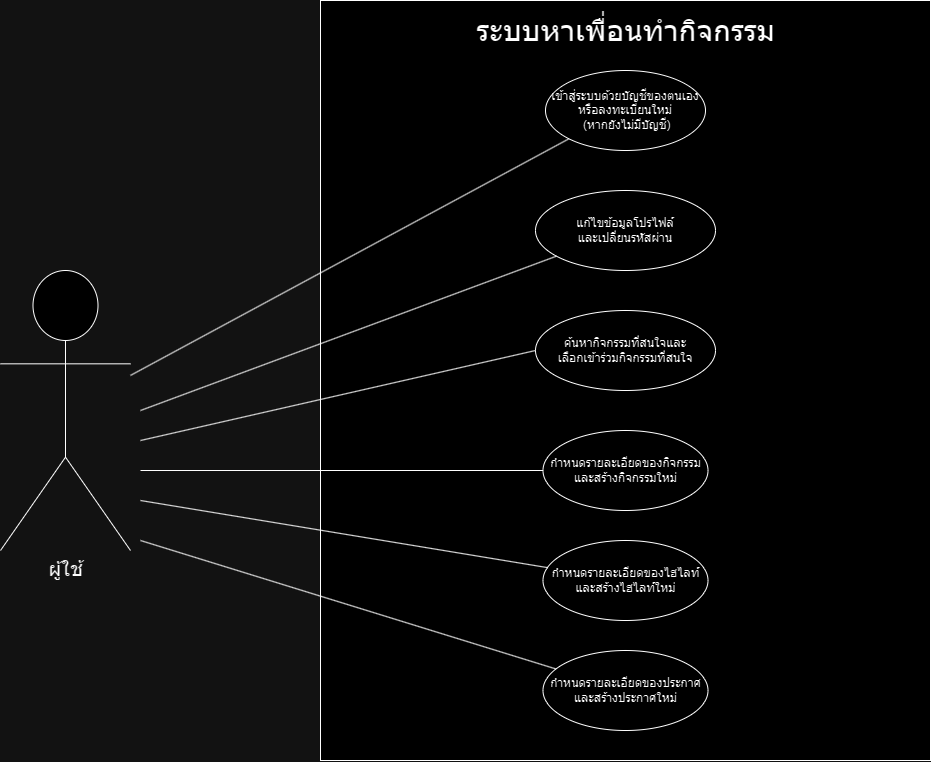 ระบบหาเพื่อนทำกิจกรรม
เข้าสู่ระบบด้วยบัญชีของตนเอง
หรือลงทะเบียนใหม่
(หากยังไม่มีบัญชี)
แก้ไขข้อมูลโปรไฟล์
และเปลี่ยนรหัสผ่าน
ค้นหากิจกรรมที่สนใจและ
เลือกเข้าร่วมกิจกรรมที่สนใจ
กำหนดรายละเอียดของกิจกรรม
และสร้างกิจกรรมใหม่
กำหนดรายละเอียดของไฮไลท์
และสร้างไฮไลท์ใหม่
กำหนดรายละเอียดของประกาศ
และสร้างประกาศใหม่
ผู้ใช้